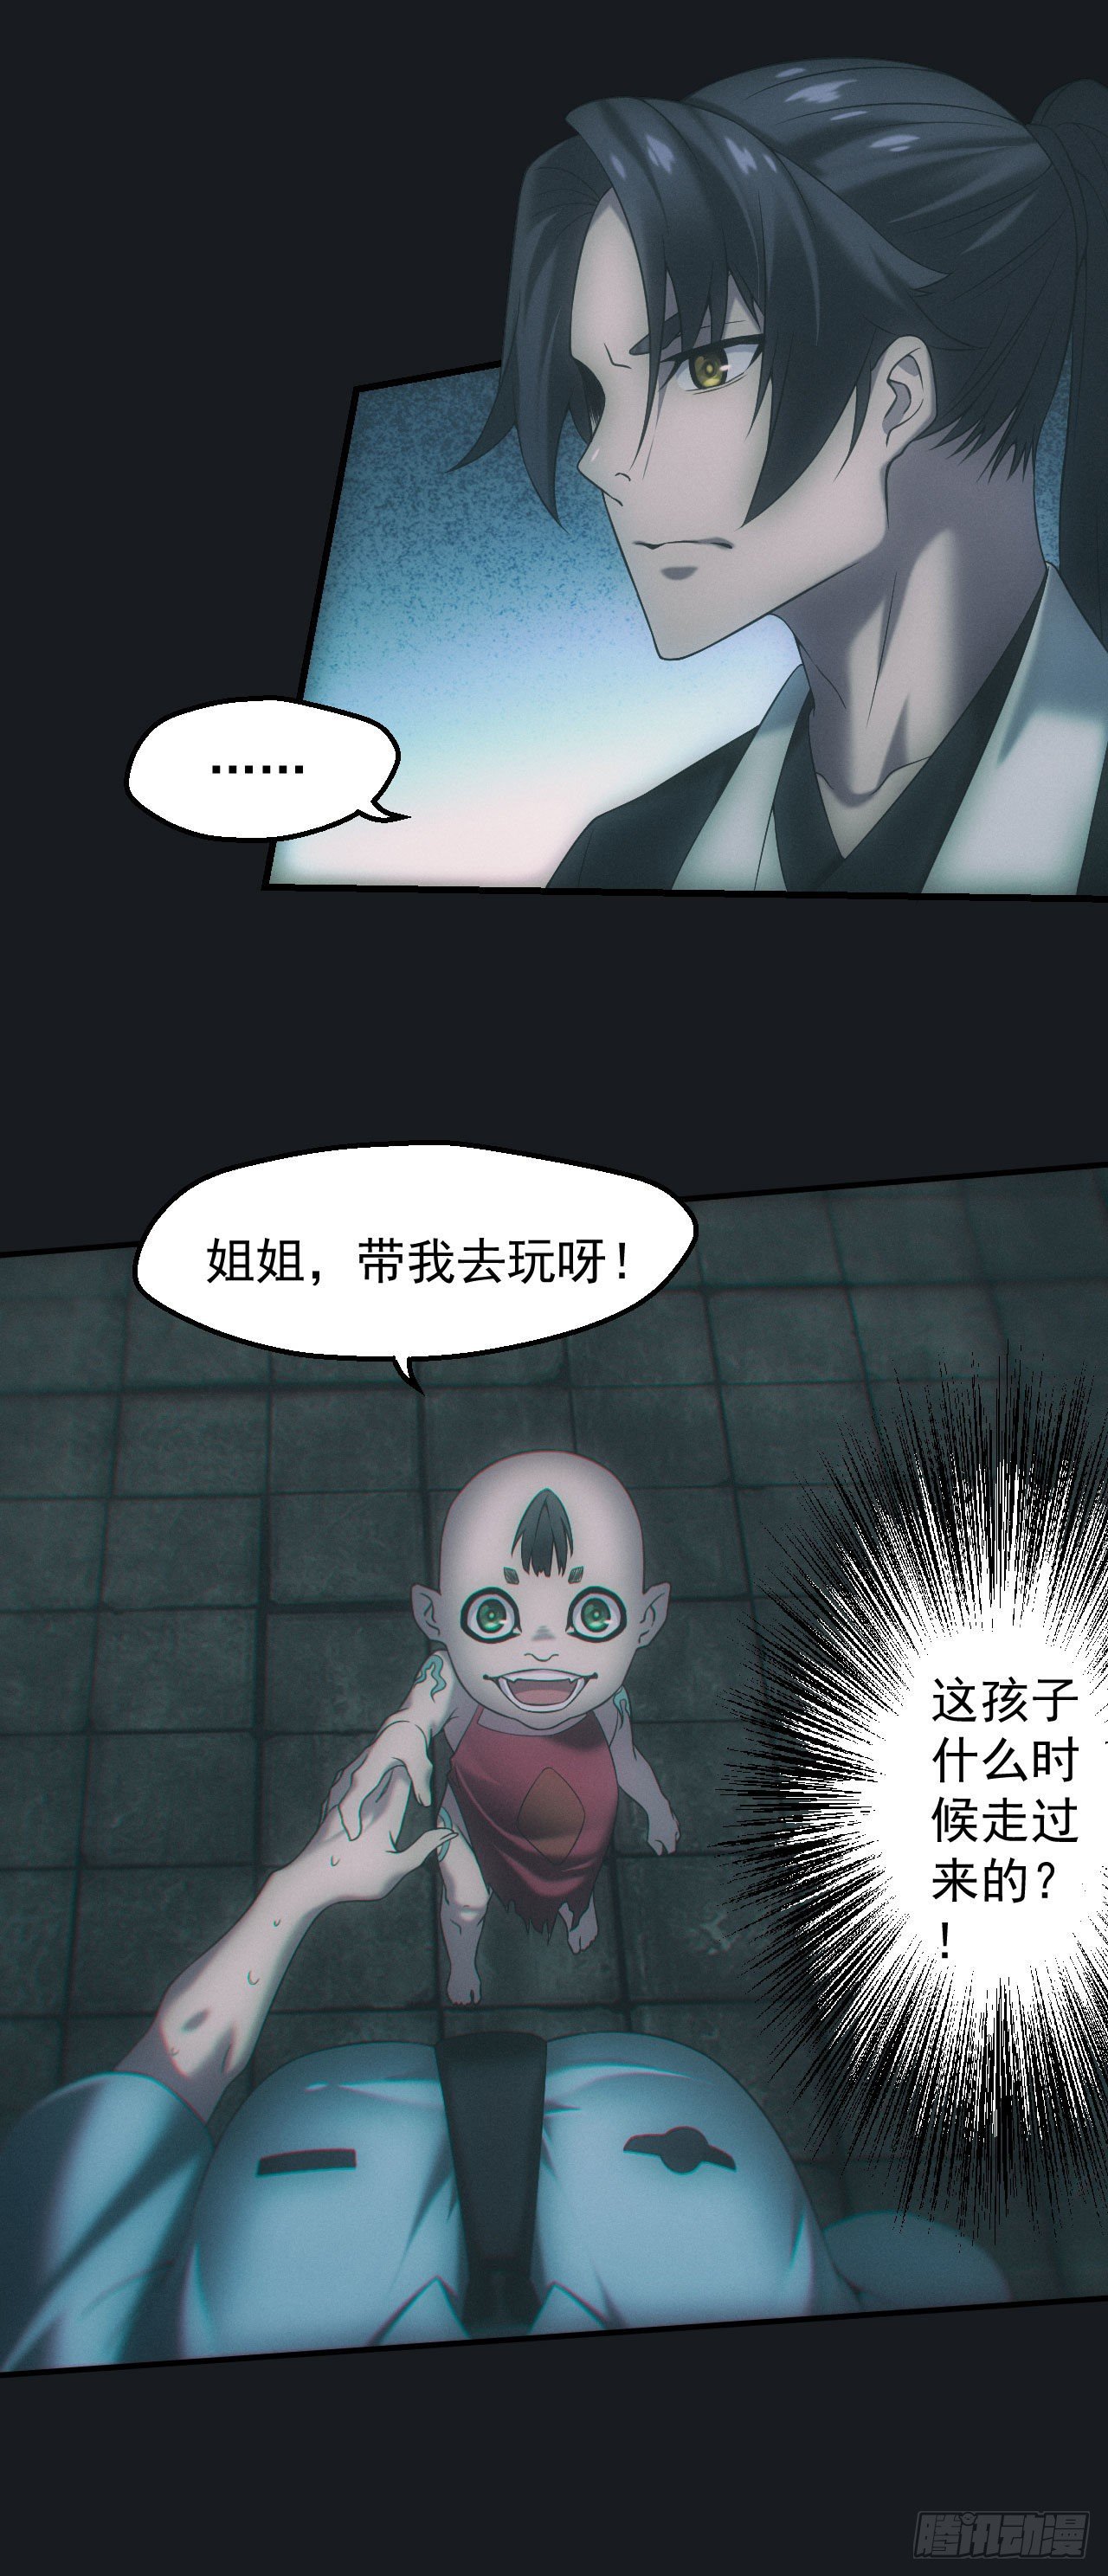 ……
姐姐，带我去玩呀！
这孩子
什么时
候走过
来的？
！
腾讯动漫